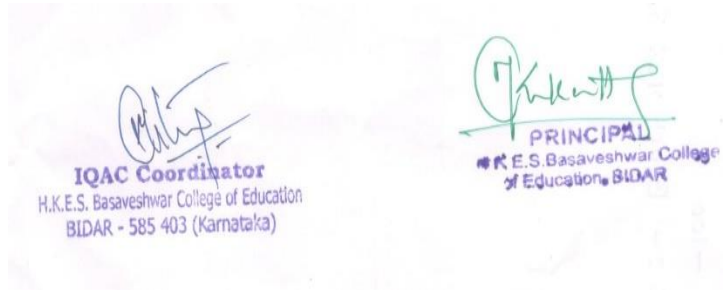 IQAC Coordinator
H.K.E.S. Basaveshwar College of Education
BIDAR - 585 403 (Karnataka)
PRINCIPAL
K.E.S.Basaveshwar College
of Education, BIDAR